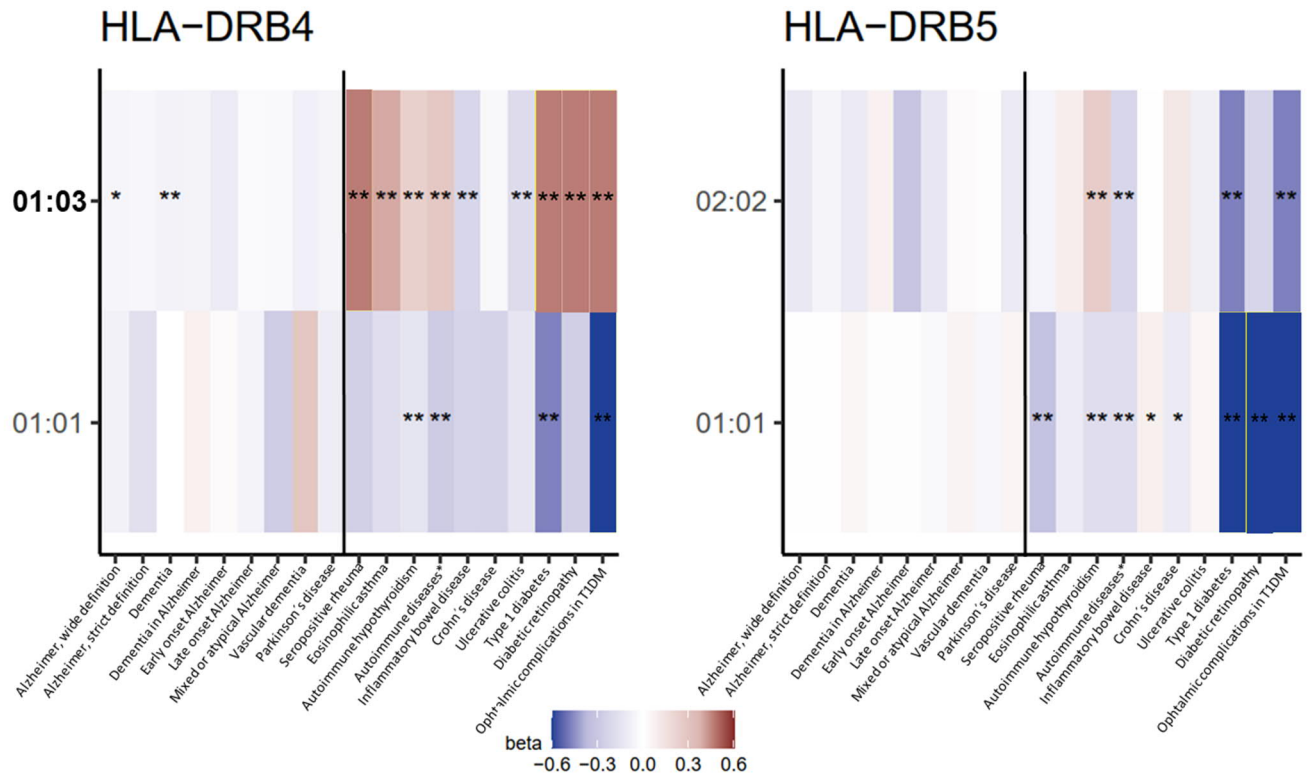 HLA−DRB4
01:03
* ** ** ** ** ** ** ** ** ** **
01:01
** ** ** **
Alzheimer, wide definition
Alzheimer, strict definition
Dementia
Dementia in Alzheimer
Early onset Alzheimer
Late onset Alzheimer
Mixed or atypical Alzheimer
Vascular dementia
Parkinson´s disease
Seropositive rheuma
Eosinophilic asthma
Autoimmune hypothyroidism
Autoimmune diseases*
Inflammatory bowel disease
Crohn´s disease
Ulcerative colitis
Type 1 diabetes
Diabetic retinopathy
Ophtalmic complications in T1DM
HLA−DRB5
02:02
** ** ** **
01:01
** ** ** * * ** ** **
Alzheimer, wide definition
Alzheimer, strict definition
Dementia
Dementia in Alzheimer
Early onset Alzheimer
Late onset Alzheimer
Mixed or atypical Alzheimer
Vascular dementia
Parkinson´s disease
Seropositive rheuma
Eosinophilic asthma
Autoimmune hypothyroidism
Autoimmune diseases*
Inflammatory bowel disease
Crohn´s disease
Ulcerative colitis
Type 1 diabetes
Diabetic retinopathy
Ophtalmic complications in T1DM
beta
−0.6 −0.3 0.0 0.3 0.6